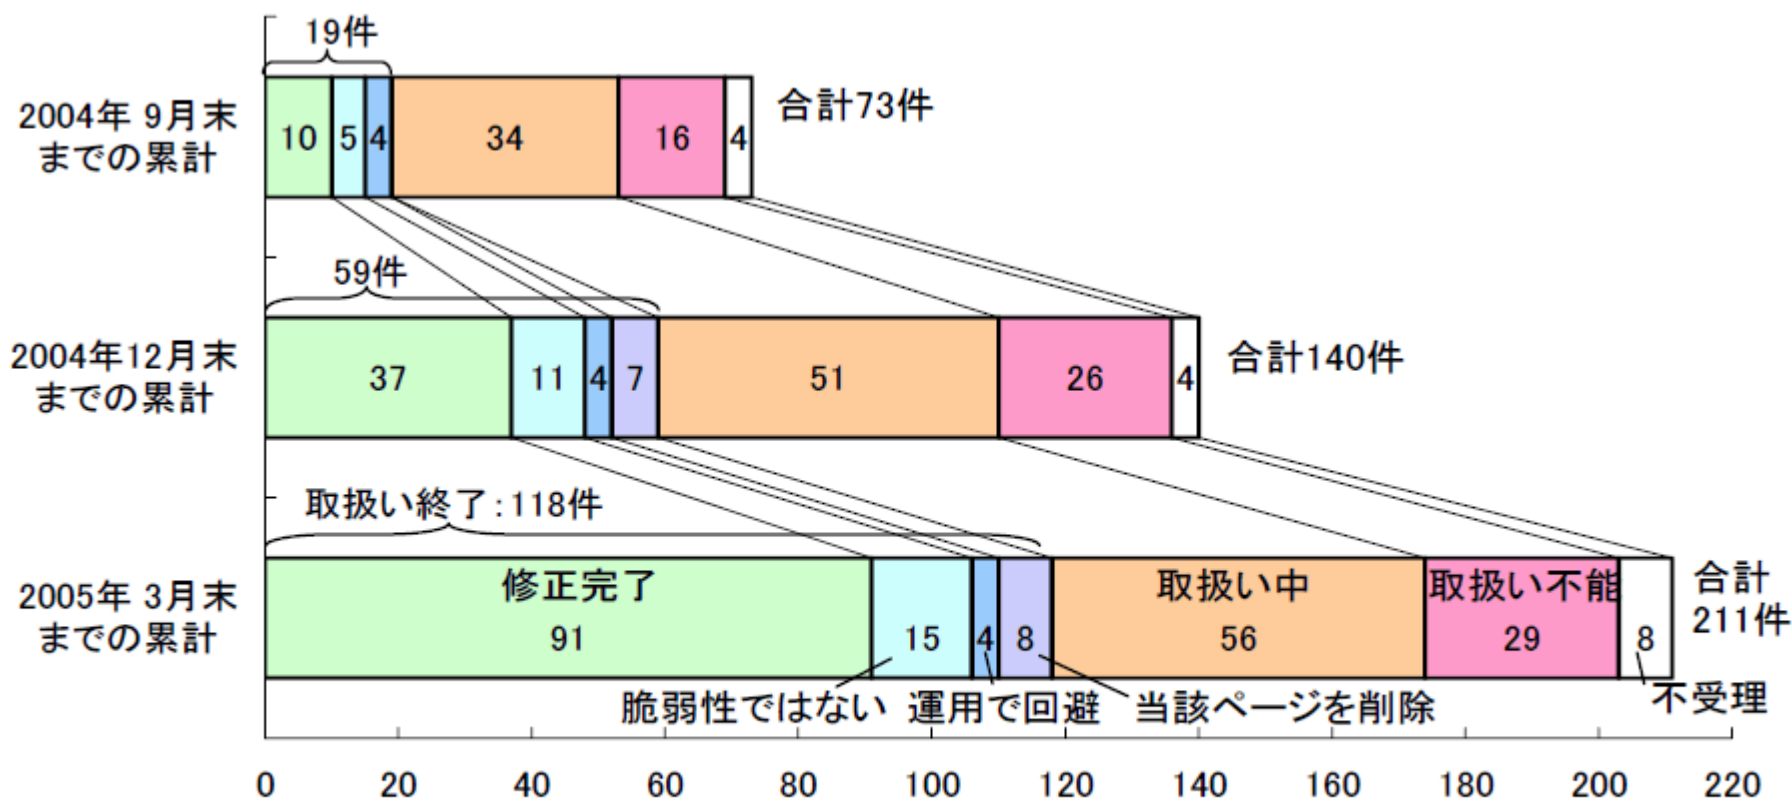 19件
2004年 9月末
までの累計
10 5 4 34 16 4
合計73件
59件
2004年12月末
までの累計
37 11 4 7 51 26 4
合計140件
取扱い終了:118件
2005年 3月末
までの累計
修正完了 取扱い中 取扱い不能
91 15 4 8 56 29 8
合計
211件
脆弱性ではない 運用で回避 当該ページを削除 不受理
0 20 40 60 80 100 120 140 160 180 200 220